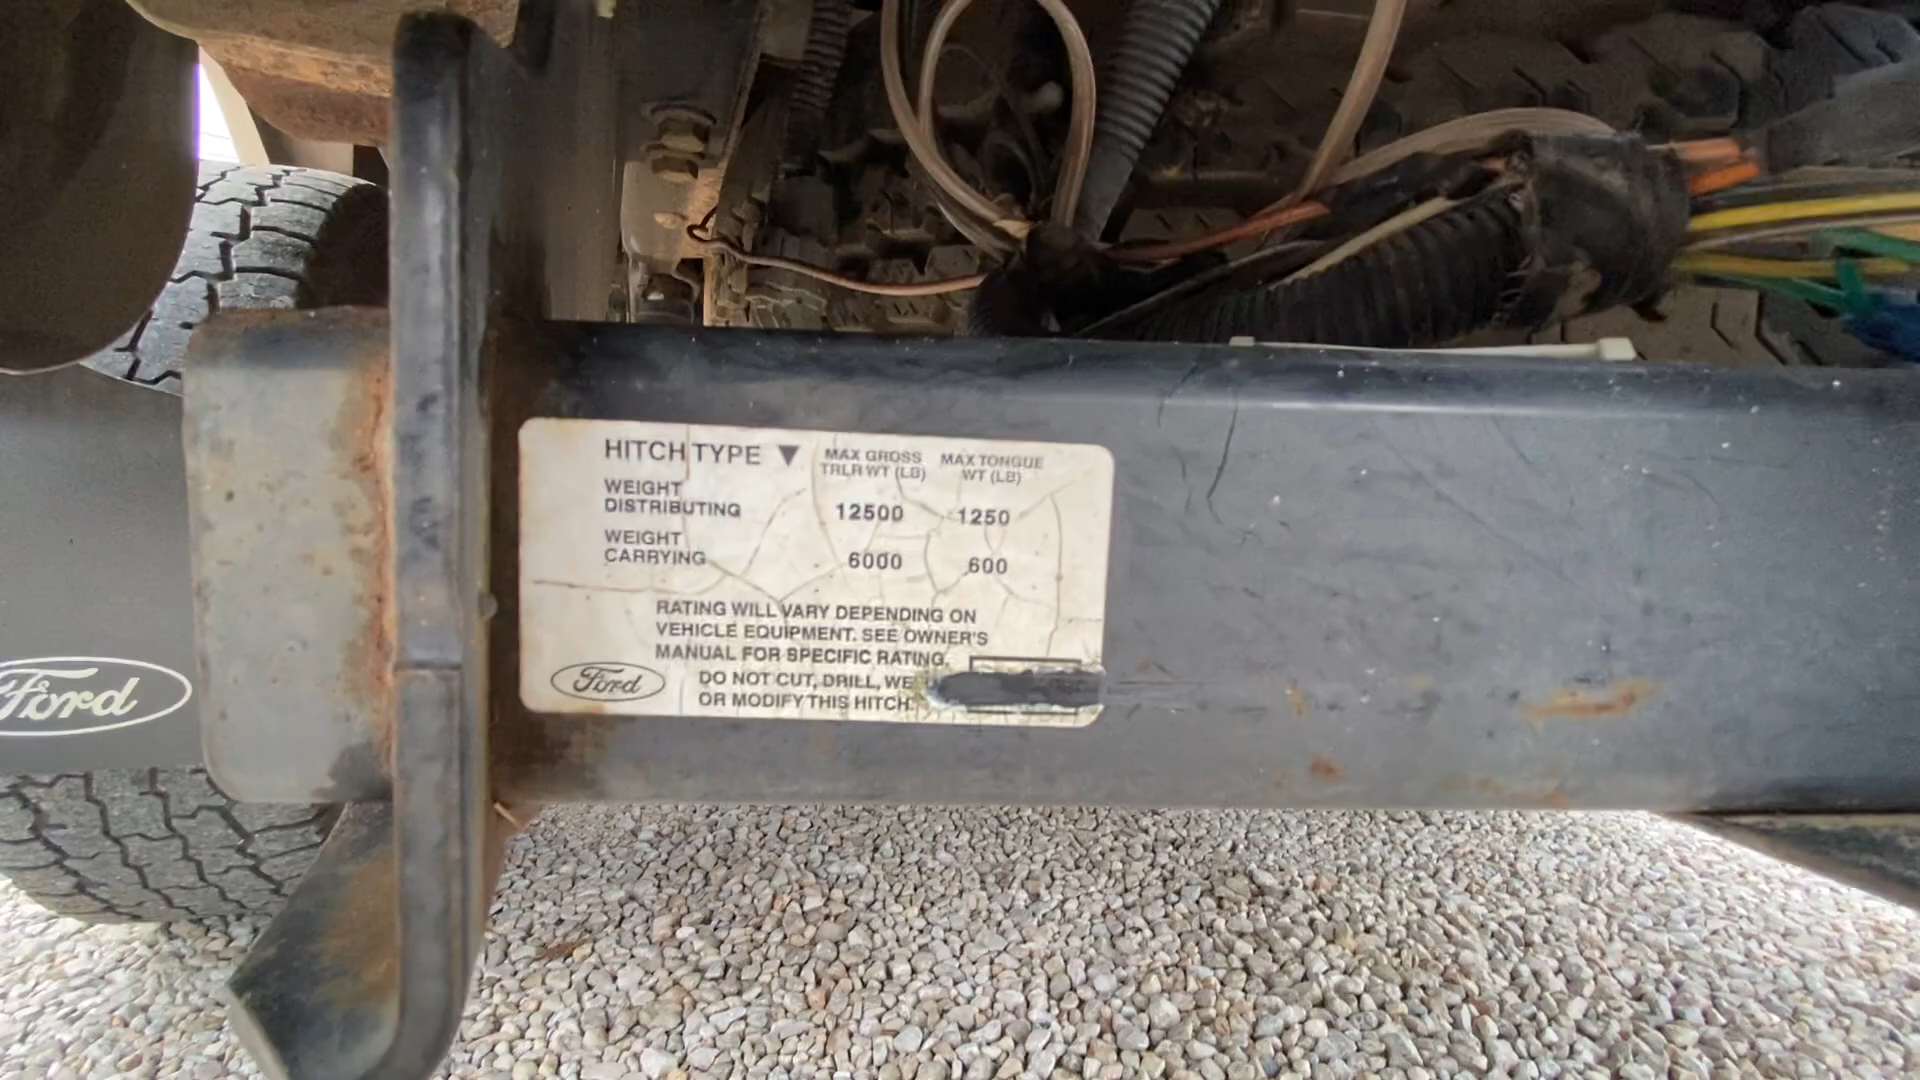 HITCH TYPE ▼ MAX GROSS TRLR WT (LB) MAX TONGUE WT (LB)
WEIGHT DISTRIBUTING 12500 1250
WEIGHT CARRYING 6000 600
RATING WILL VARY DEPENDING ON
VEHICLE EQUIPMENT. SEE OWNER'S
MANUAL FOR SPECIFIC RATING.
Ford
DO NOT CUT, DRILL, WE
OR MODIFY THIS HITCH.
Ford